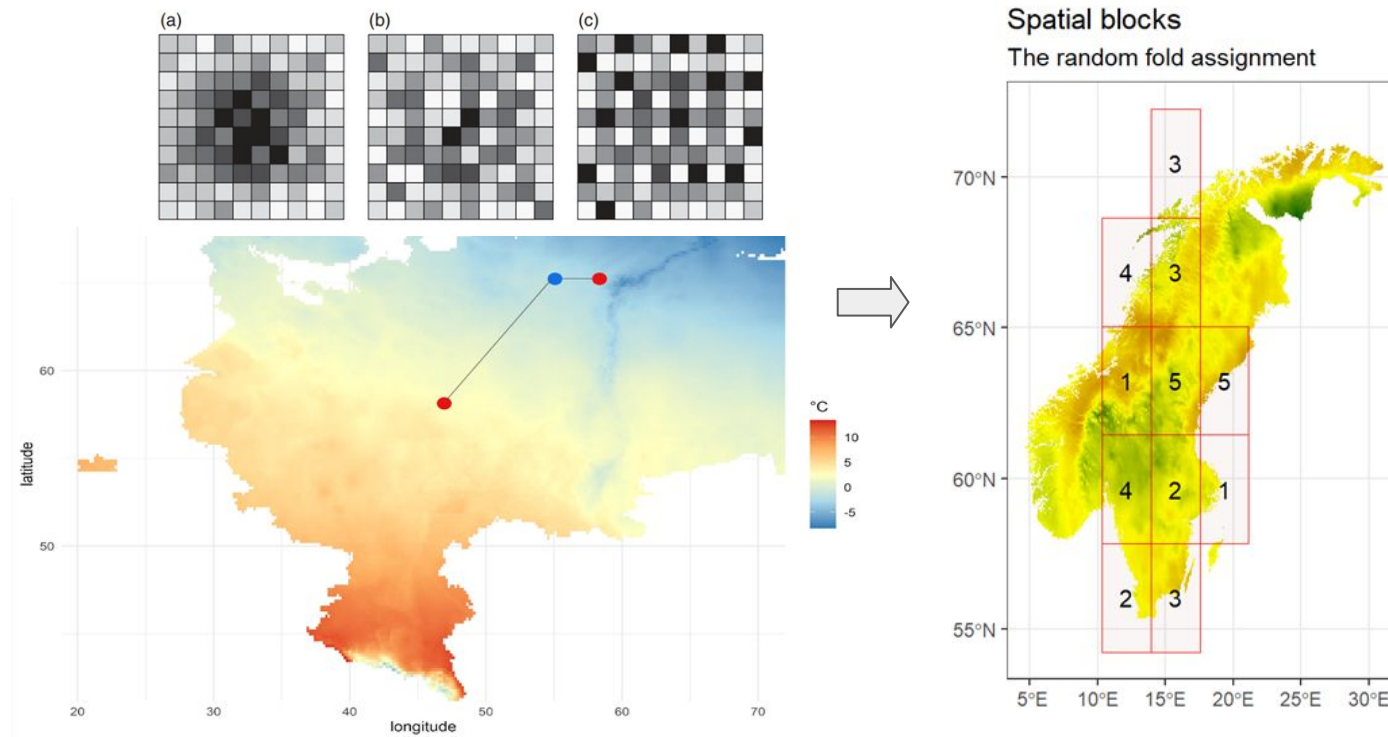 (a)
(b)
(c)
Spatial blocks
The random fold assignment
latitude
60
50
20
30
40
50
60
70
longitude
°C
10
5
0
-5
70°N
65°N
60°N
55°N
5°E
10°E
15°E
20°E
25°E
30°E
3
4
3
1
5
5
4
2
1
2
3